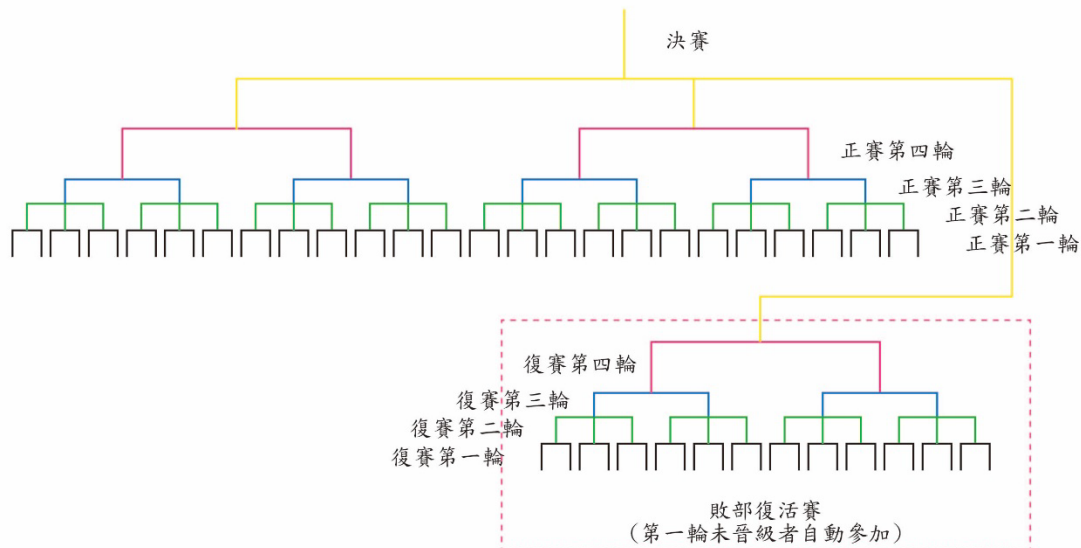 決賽
正賽第四輪
正賽第三輪
正賽第二輪
正賽第一輪
復賽第四輪
復賽第三輪
復賽第二輪
復賽第一輪
敗部復活賽
(第一輪未晉級者自動參加)